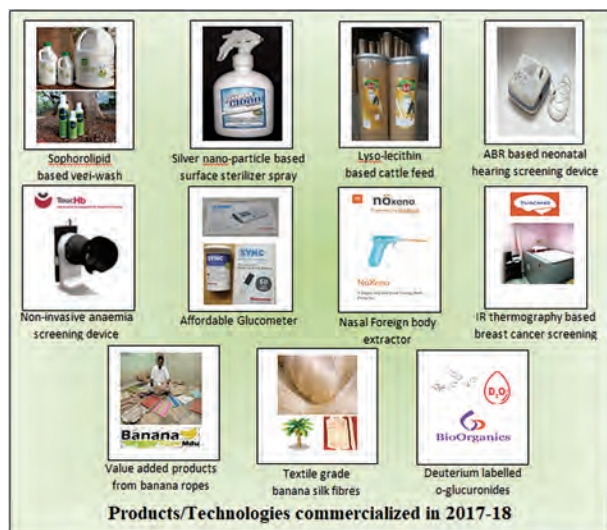 Sophorolipid
based vegi-wash
Silver nano-particle based
surface sterilizer spray
Lyso-lecithin
based cattle feed
ABR based neonatal
hearing screening device
TouchHb
Non-invasive anaemia
screening device
SYNC
SYNC
Affordable Glucometer
noxeno
NoXeno
Nasal Foreign body
extractor
IR thermography based
breast cancer screening
Banana
Value added products
from banana ropes
Textile grade
banana silk fibres
D₂O
BioOrganics
Deuterium labelled
o-glucuronides
Products/Technologies commercialized in 2017-18